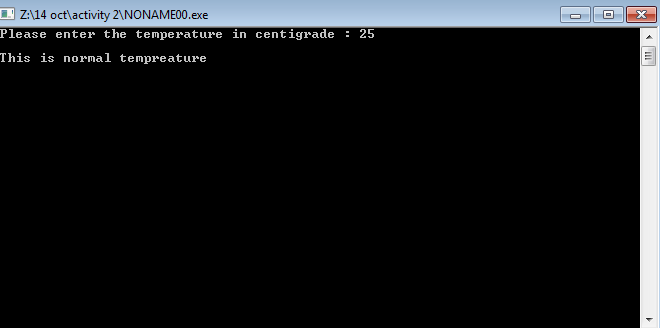 Z:\14 oct\activity 2\NONAME00.exe
Please enter the temperature in centigrade : 25
This is normal tempreature